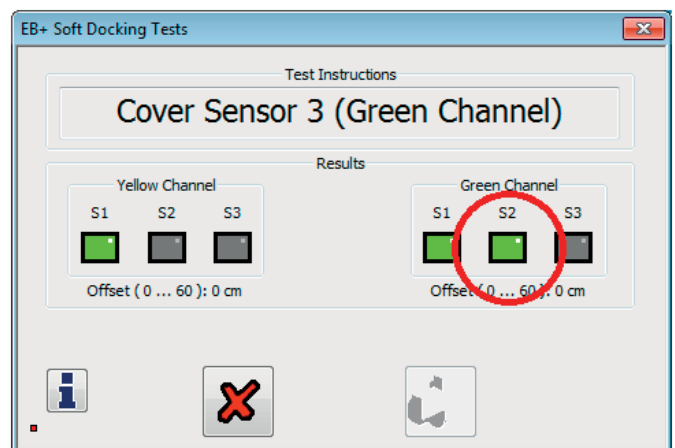 EB+ Soft Docking Tests
Test Instructions
Cover Sensor 3 (Green Channel)
Results
Yellow Channel
S1 S2 S3
Offset ( 0 ... 60 ): 0 cm
Green Channel
S1 S2 S3
Offset ( 0 ... 60 ): 0 cm